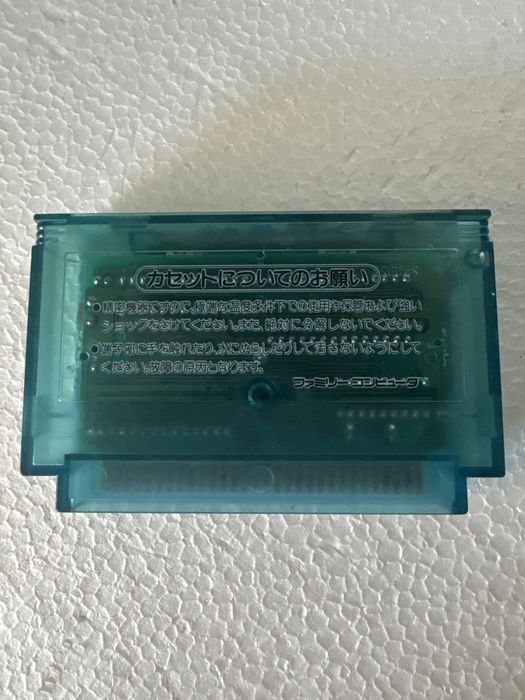 カセットについてのお願い
●精密機器ですので、極端な温度条件下での使用や保管および強い
ショックをさけてください。また、絶対に分解しないでください。
●端子部に手を触れたり、水にぬらしたりして汚さないようにして
ください。故障の原因となります。
ファミリーコンピュータ